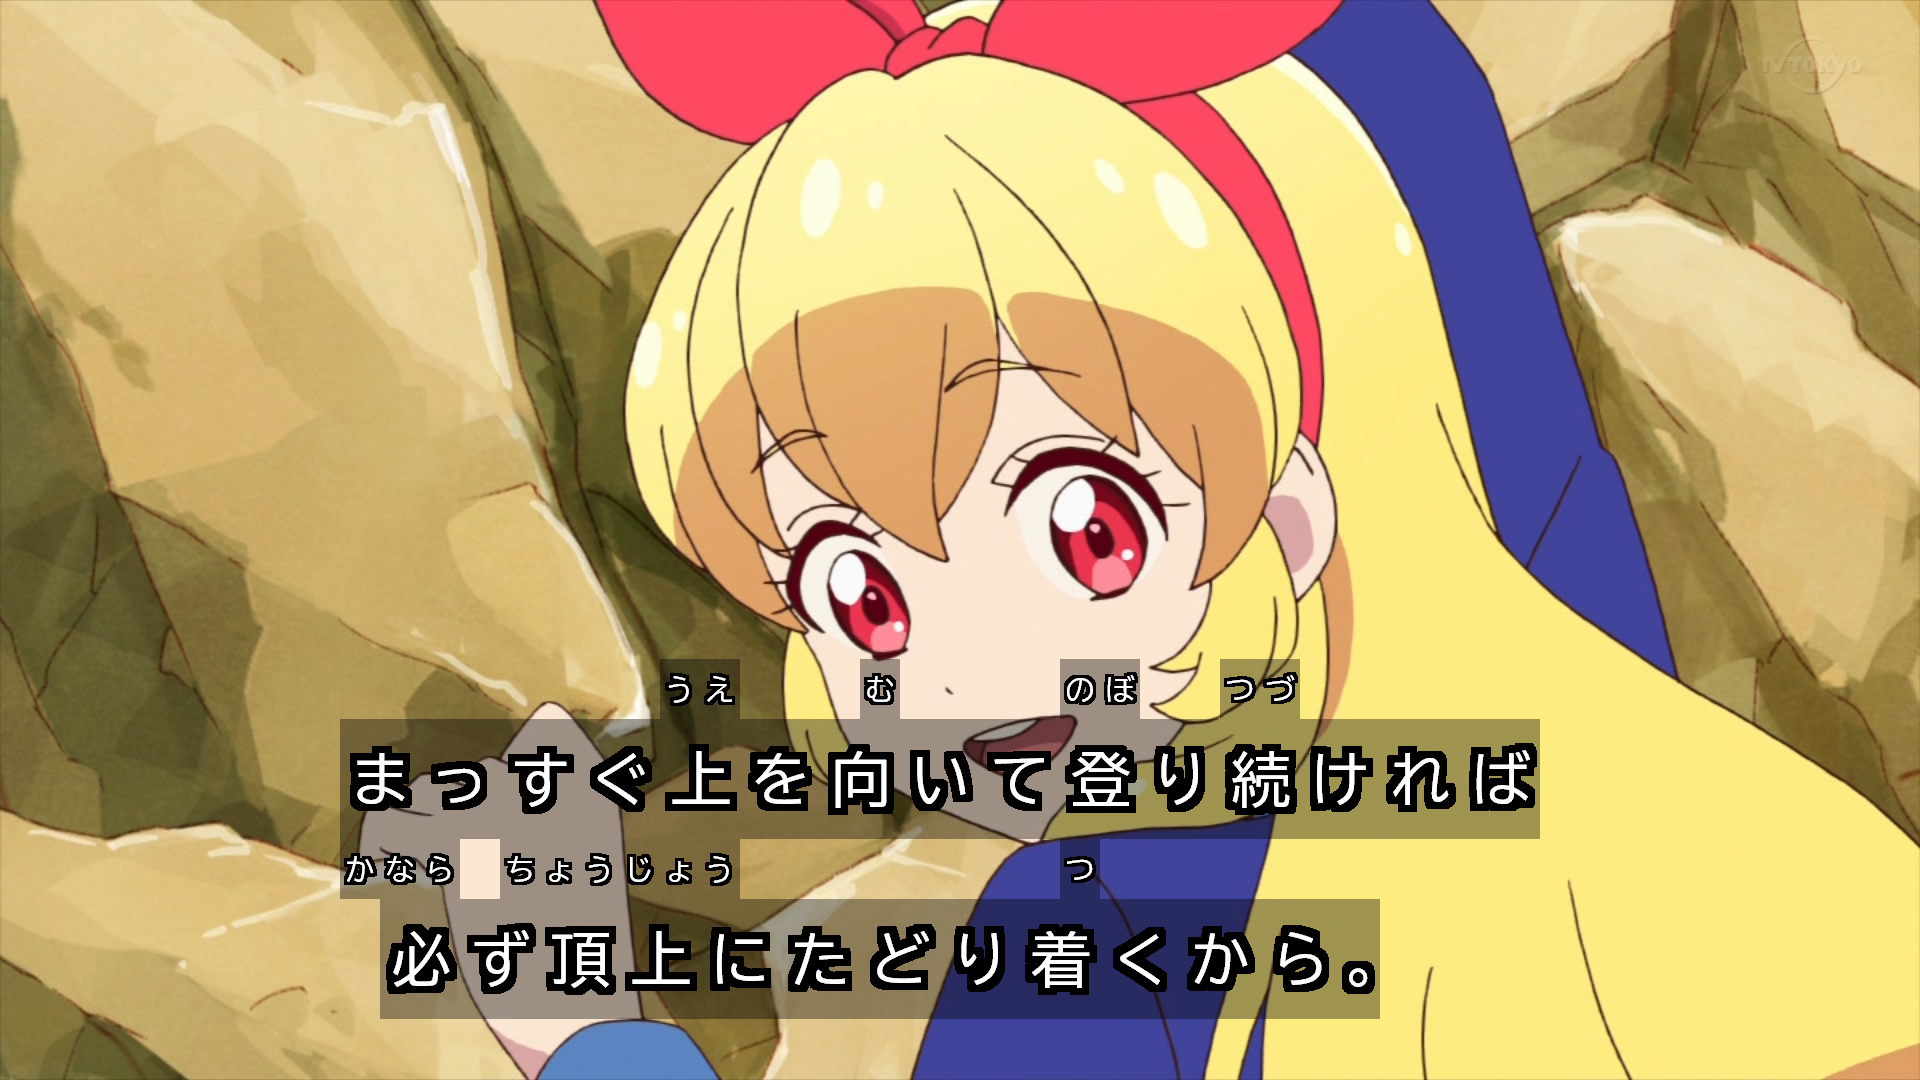 TV TOKYO
うえ む のぼ つづ
まっすぐ上を向いて登り続ければ
かなら ちょうじょう つ
必ず頂上にたどり着くから。